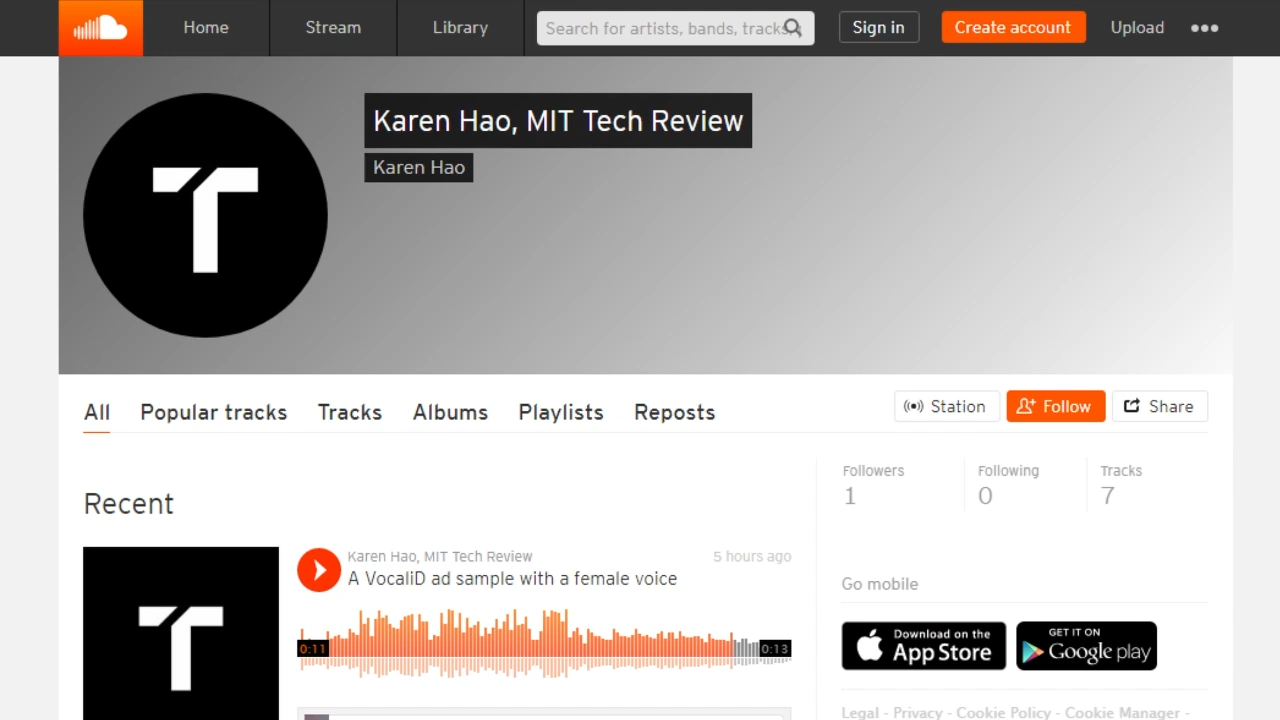 Home
Stream
Library
Search for artists, bands, tracks,
Sign in
Create account
Upload
Karen Hao, MIT Tech Review
Karen Hao
All
Popular tracks
Tracks
Albums
Playlists
Reposts
Station
Follow
Share
Followers
1
Following
0
Tracks
7
Recent
Karen Hao, MIT Tech Review
5 hours ago
A VocaliD ad sample with a female voice
0:11
0:13
Go mobile
Download on the
App Store
GET IT ON
Google play
Legal - Privacy - Cookie Policy - Cookie Manager -